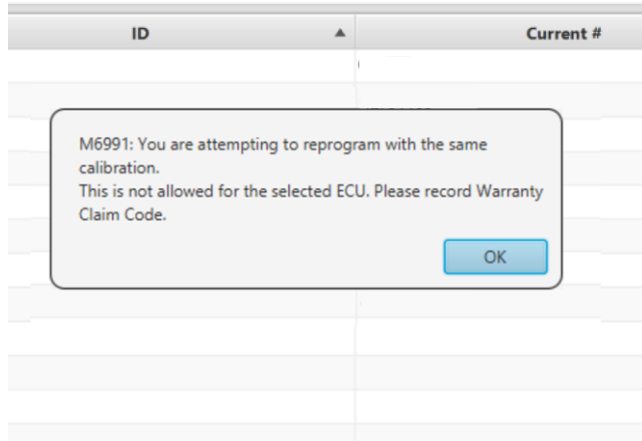 ID Current #
M6991: You are attempting to reprogram with the same
calibration.
This is not allowed for the selected ECU. Please record Warranty
Claim Code.
OK